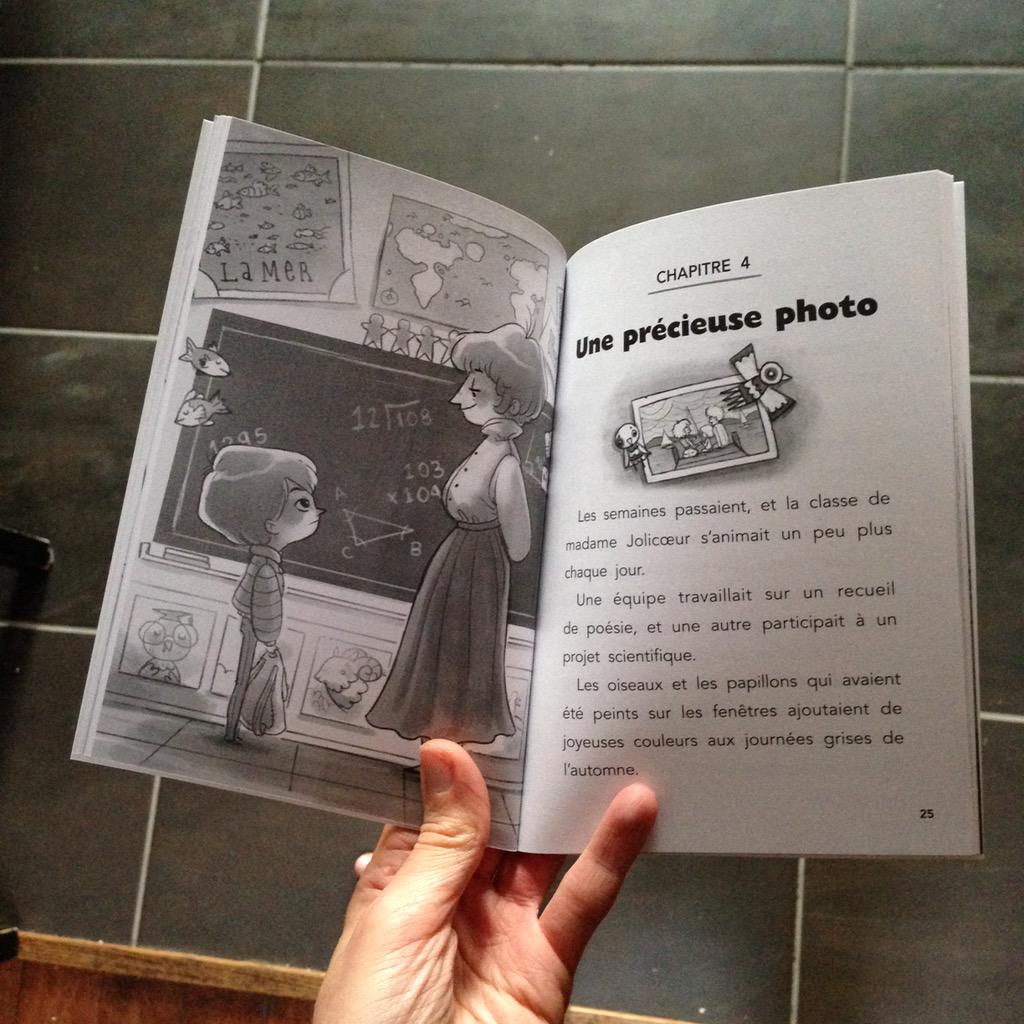 La MER
12)108
1295
103
x104
A
C
B
CHAPITRE 4
Une précieuse photo
Les semaines passaient, et la classe de
madame Jolicœur s'animait un peu plus
chaque jour.
Une équipe travaillait sur un recueil
de poésie, et une autre participait à un
projet scientifique.
Les oiseaux et les papillons qui avaient
été peints sur les fenêtres ajoutaient de
joyeuses couleurs aux journées grises de
l'automne.
25